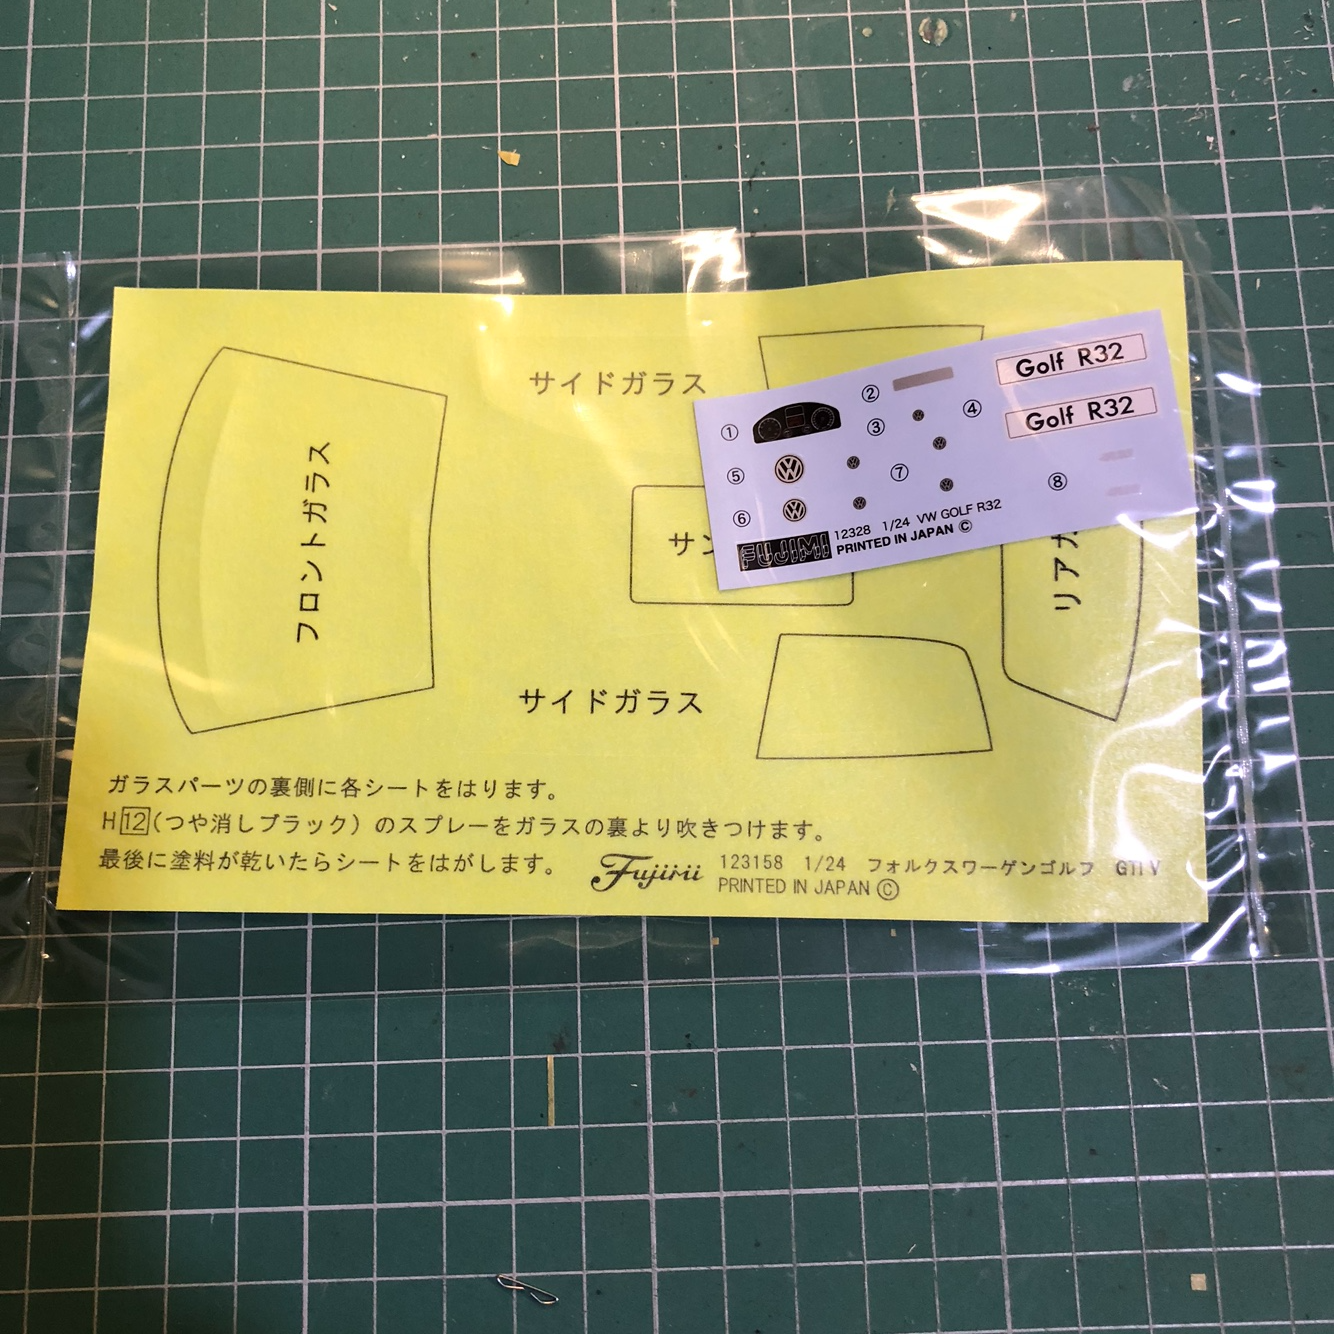 サイドガラス
フロントガラス
サン
リアガ
サイドガラス
ガラスパーツの裏側に各シートをはります。
H12(つや消しブラック)のスプレーをガラスの裏より吹きつけます。
最後に塗料が乾いたらシートをはがします。
Fujimi
123158 1/24 フォルクスワーゲンゴルフ GTI V
PRINTED IN JAPAN Ⓒ
① ② ③ ④
Golf R32
Golf R32
⑤ ⑦ ⑧
⑥
FUJIMI
12328 1/24 VW GOLF R32
PRINTED IN JAPAN Ⓒ